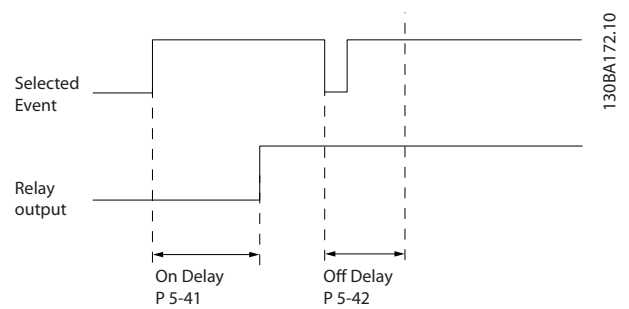 130BA172.10
Selected
Event
Relay
output
On Delay
P 5-41
Off Delay
P 5-42